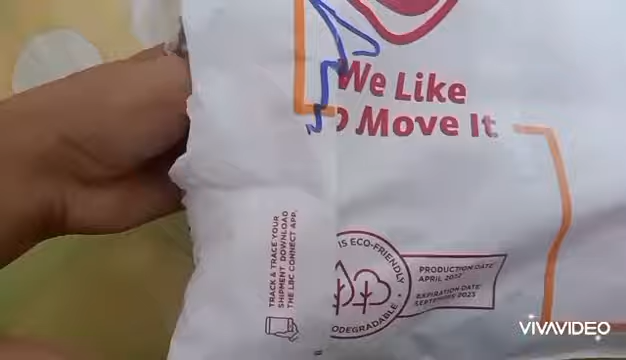 We Like
O Move It
TRACK & TRACE YOUR
SHIPMENT. DOWNLOAD
THE LBC CONNECT APP.
IS ECO-FRIENDLY
ODEGRADABLE
PRODUCTION DATE
APRIL 2022
EXPIRATION DATE
SEPTEMBER 2023
VIVAVIDEO